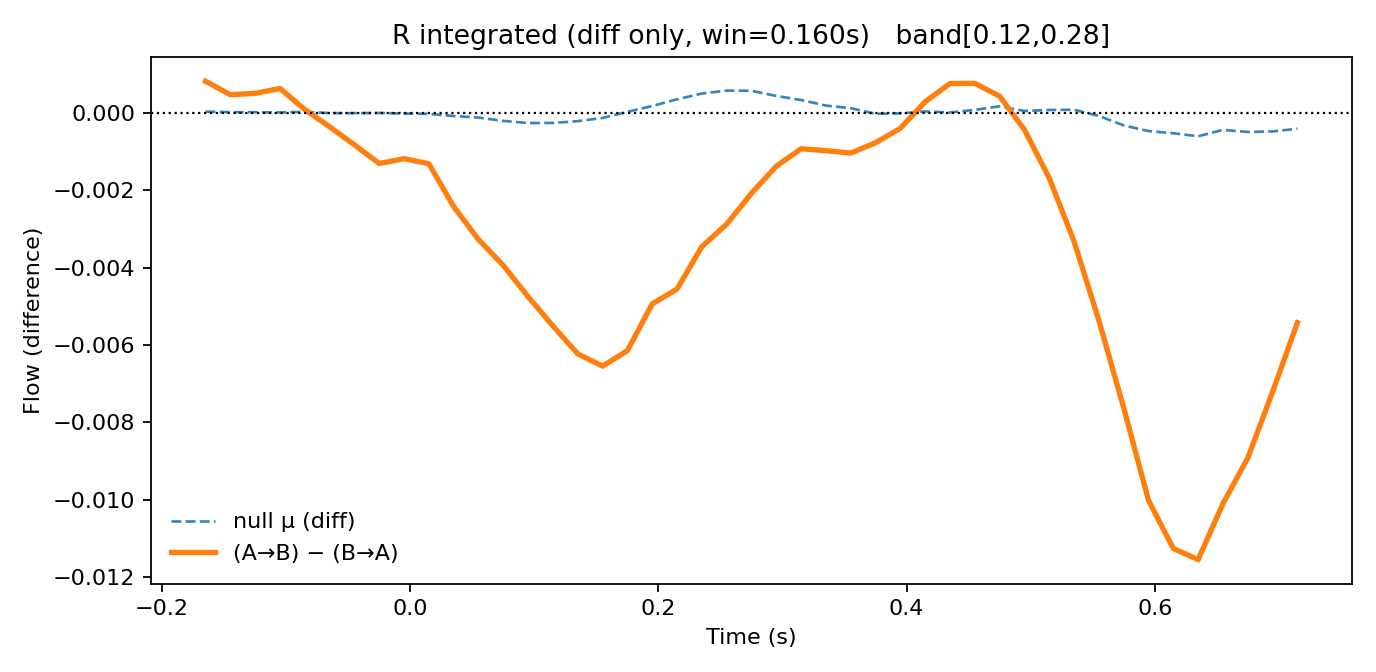 R integrated (diff only, win=0.160s)   band[0.12,0.28]
Flow (difference)
0.000
−0.002
−0.004
−0.006
−0.008
−0.010
−0.012
null μ (diff)
(A→B) − (B→A)
−0.2 0.0 0.2 0.4 0.6
Time (s)